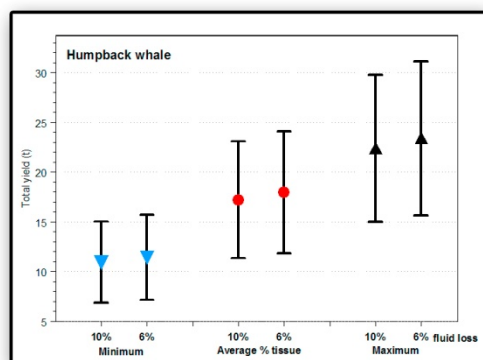 Humpback whale
Total yield (t)
30
25
20
15
10
5
10% 6% 10% 6% 10% 6% fluid loss
Minimum Average % tissue Maximum